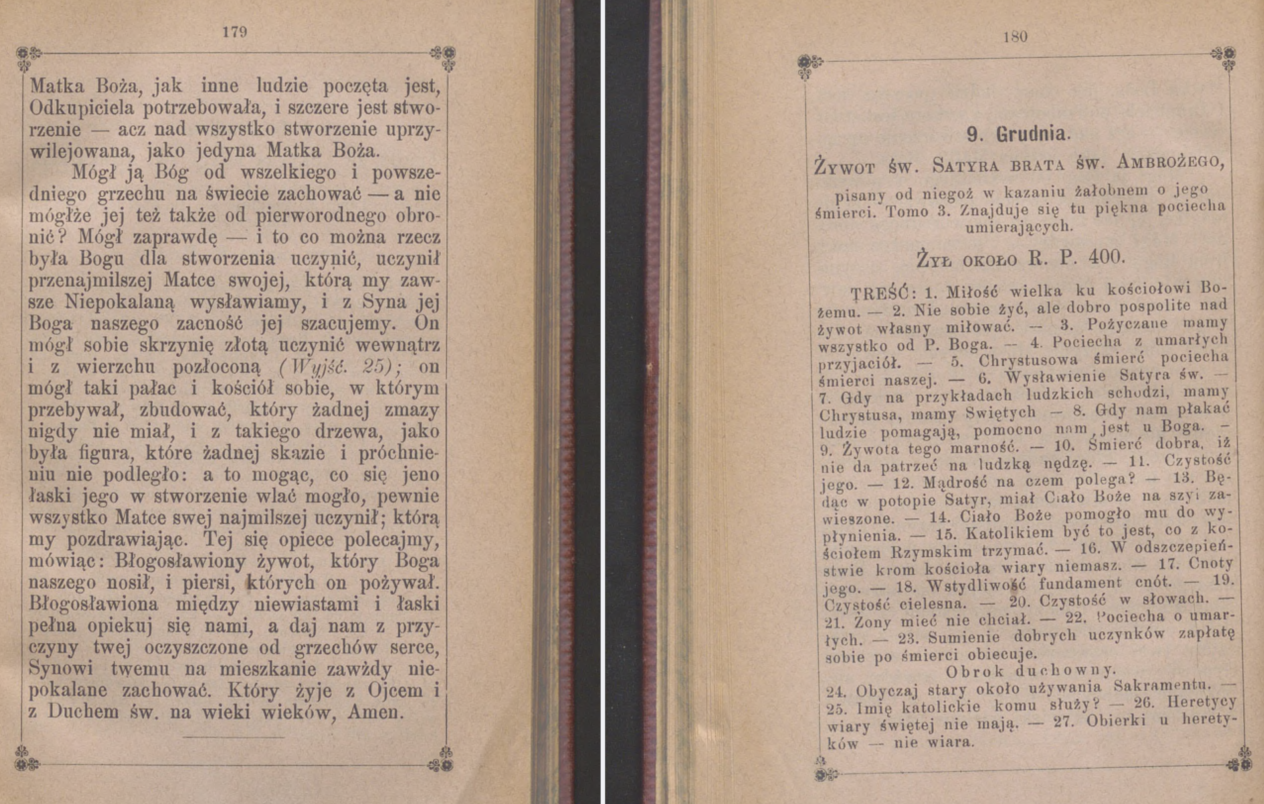 179
Matka Boża, jak inne ludzie poczęta jest,
Odkupiciela potrzebowała, i szczere jest stwo-
rzenie — acz nad wszystko stworzenie uprzy-
wilejowana, jako jedyna Matka Boża.
Mógł ją Bóg od wszelkiego i powsze-
dniego grzechu na świecie zachować — a nie
mógłże jej też także od pierworodnego obro-
nić? Mógł zaprawdę — i to co można rzecz
była Bogu dla stworzenia uczynić, uczynił
przenajmilszej Matce swojej, którą my zaw-
sze Niepokalaną wysławiamy, i z Syna jej
Boga naszego zacność jej szacujemy. On
mógł sobie skrzynię złotą uczynić wewnątrz
i z wierzchu pozłoconą (Wyjść. 25); on
mógł taki pałac i kościół sobie, w którym
przebywał, zbudować, który żadnej zmazy
nigdy nie miał, i z takiego drzewa, jako
była figura, które żadnej skazie i próchnie-
niu nie podległo: a to mogąc, co się jeno
łaski jego w stworzenie wlać mogło, pewnie
wszystko Matce swej najmilszej uczynił; którą
my pozdrawiając. Tej się opiece polecajmy,
mówiąc: Błogosławiony żywot, który Boga
naszego nosił, i piersi, których on pożywał.
Błogosławiona między niewiastami i łaski
pełna opiekuj się nami, a daj nam z przy-
czyny twej oczyszczone od grzechów serce,
Synowi twemu na mieszkanie zawżdy nie-
pokalane zachować. Który żyje z Ojcem i
z Duchem św. na wieki wieków, Amen.
180
9. Grudnia.
Żywot św. Satyra brata św. Ambrożego,
pisany od niegoż w kazaniu żałobnem o jego
śmierci. Tomo 3. Znajduje się tu piękna pociecha
umierających.
Żył około R. P. 400.
TREŚĆ: 1. Miłość wielka ku kościołowi Bo-
żemu. — 2. Nie sobie żyć, ale dobro pospolite nad
żywot własny miłować. — 3. Pożyczane mamy
wszystko od P. Boga. — 4. Pociecha z umarłych
przyjaciół. — 5. Chrystusowa śmierć pociecha
śmierci naszej. — 6. Wysławienie Satyra św. —
7. Gdy na przykładach ludzkich schodzi, mamy
Chrystusa, mamy Swiętych — 8. Gdy nam płakać
ludzie pomagają, pomocno nam jest u Boga. —
9. Żywota tego marność. — 10. Śmierć dobra, iż
nie da patrzeć na ludzką nędzę. — 11. Czystość
jego. — 12. Mądrość na czem polega? — 13. Bę-
dąc w potopie Satyr, miał Ciało Boże na szyi za-
wieszone. — 14. Ciało Boże pomogło mu do wy-
płynienia. — 15. Katolikiem być to jest, co z ko-
ściołem Rzymskim trzymać. — 16. W odszczepień-
stwie krom kościoła wiary niemasz. — 17. Cnoty
jego. — 18. Wstydliwość fundament cnót. — 19.
Czystość cielesna. — 20. Czystość w słowach. —
21. Żony mieć nie chciał. — 22. Pociecha o umar-
łych. — 23. Sumienie dobrych uczynków zapłatę
sobie po śmierci obiecuje.
Obrok duchowny.
24. Obyczaj stary około używania Sakramentu. —
25. Imię katolickie komu służy? — 26. Heretycy
wiary świętej nie mają. — 27. Obierki u herety-
ków — nie wiara.